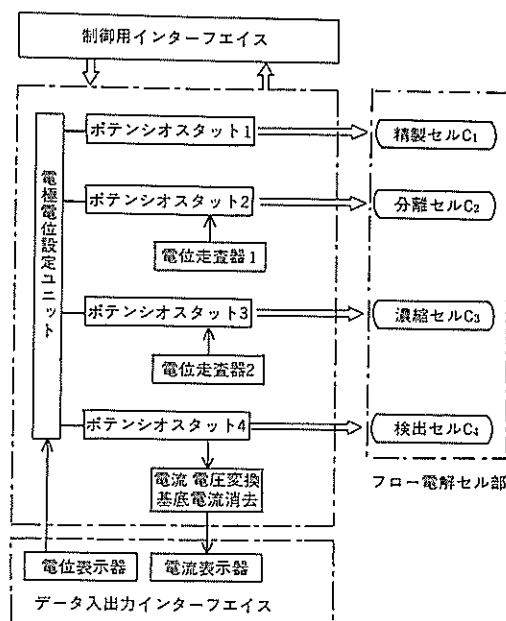 制御用インターフエイス
電極電位設定ユニット
ポテンシオスタット1
精製セルC₁
ポテンシオスタット2
分離セルC₂
電位走査器1
ポテンシオスタット3
濃縮セルC₃
電位走査器2
ポテンシオスタット4
検出セルC₄
電流 電圧変換
基底電流消去
フロー電解セル部
電位表示器
電流表示器
データ入出力インターフエイス